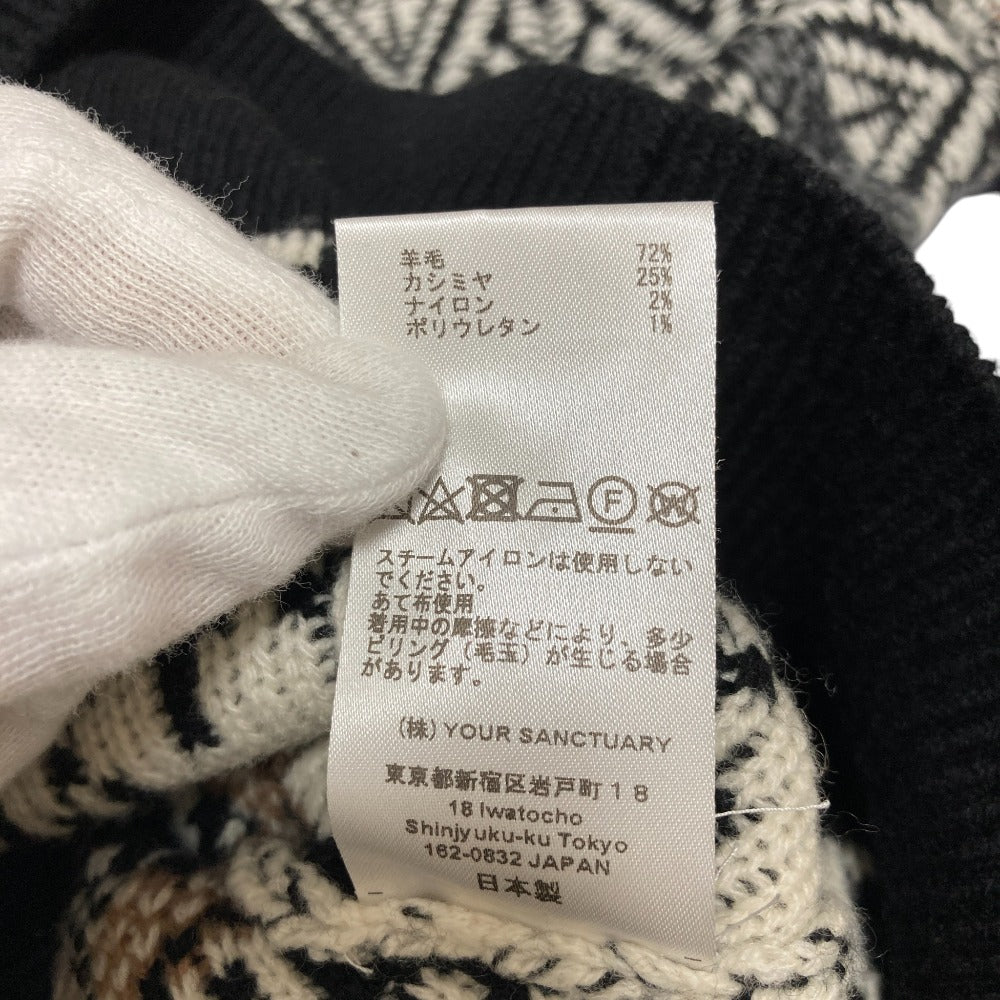 羊毛 72%
カシミヤ 25%
ナイロン 2%
ポリウレタン 1%
F
W
スチームアイロンは使用しない
でください。
あて布使用
着用中の摩擦などにより、多少
ピリング（毛玉）が生じる場合
があります。
(株) YOUR SANCTUARY
東京都新宿区岩戸町18
18 Iwatocho
Shinjyuku-ku Tokyo
162-0832 JAPAN
日本製